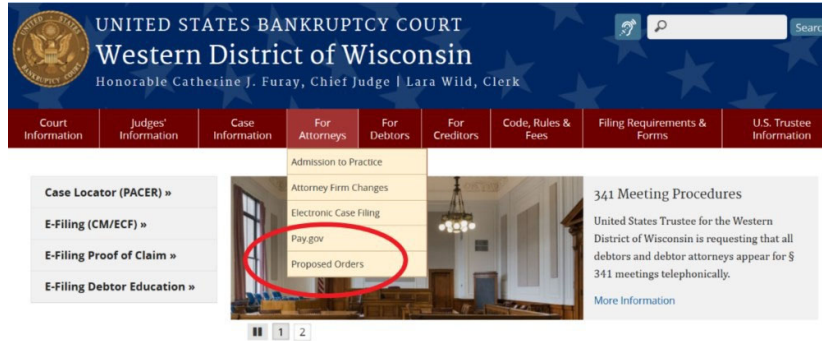 UNITED STATES BANKRUPTCY COURT
Western District of Wisconsin
Honorable Catherine J. Furay, Chief Judge | Lara Wild, Clerk
Searc
Court Information
Judges' Information
Case Information
For Attorneys
For Debtors
For Creditors
Code, Rules & Fees
Filing Requirements & Forms
U.S. Trustee Information
Admission to Practice
Attorney Firm Changes
Electronic Case Filing
Pay.gov
Proposed Orders
Case Locator (PACER) »
E-Filing (CM/ECF) »
E-Filing Proof of Claim »
E-Filing Debtor Education »
341 Meeting Procedures
United States Trustee for the Western
District of Wisconsin is requesting that all
debtors and debtor attorneys appear for §
341 meetings telephonically.
More Information
1 2